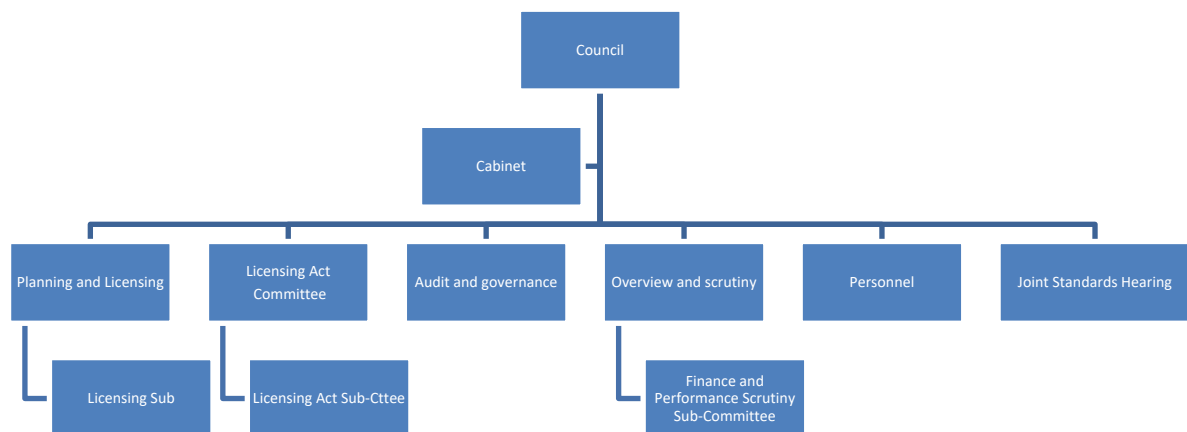 Council
Cabinet
Planning and Licensing
Licensing Act
Committee
Audit and governance
Overview and scrutiny
Personnel
Joint Standards Hearing
Licensing Sub
Licensing Act Sub-Cttee
Finance and
Performance Scrutiny
Sub-Committee